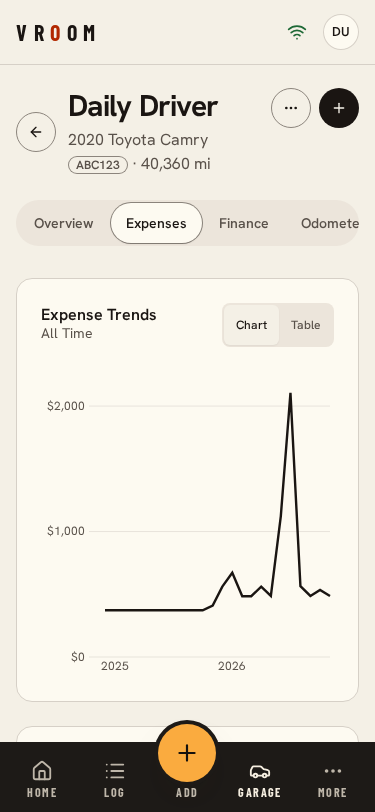 VROOM
DU
Daily Driver
2020 Toyota Camry
ABC123 · 40,360 mi
Overview Expenses Finance Odomete
Expense Trends
All Time
Chart Table
$2,000
$1,000
$0
2025 2026
HOME LOG ADD GARAGE MORE